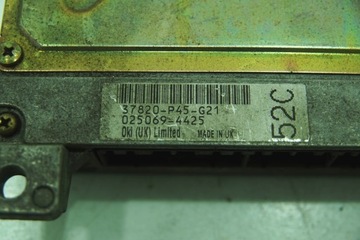 37820-P45-G21
025069-4425
Oki (UK) Limited MADE IN UK
52C